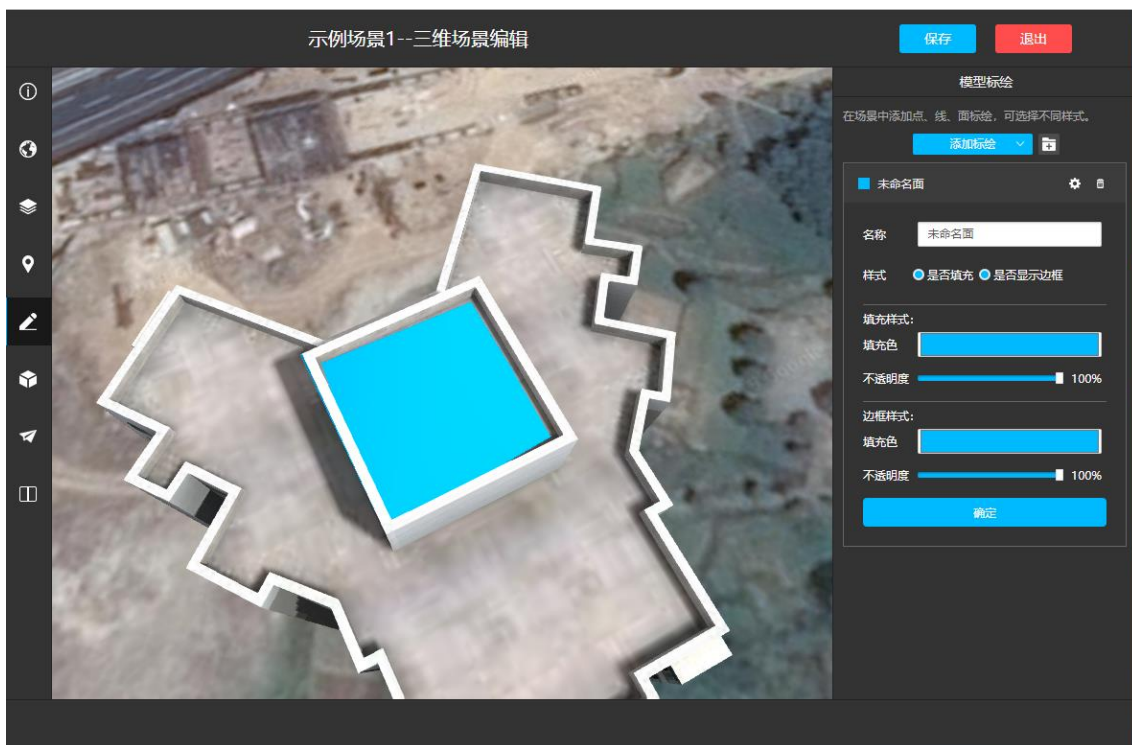 示例场景1--三维场景编辑
保存
退出
模型标绘
在场景中添加点、线、面标绘，可选择不同样式。
添加标绘
未命名面
名称 未命名面
样式 是否填充 是否显示边框
填充样式:
填充色
不透明度 100%
边框样式:
填充色
不透明度 100%
确定